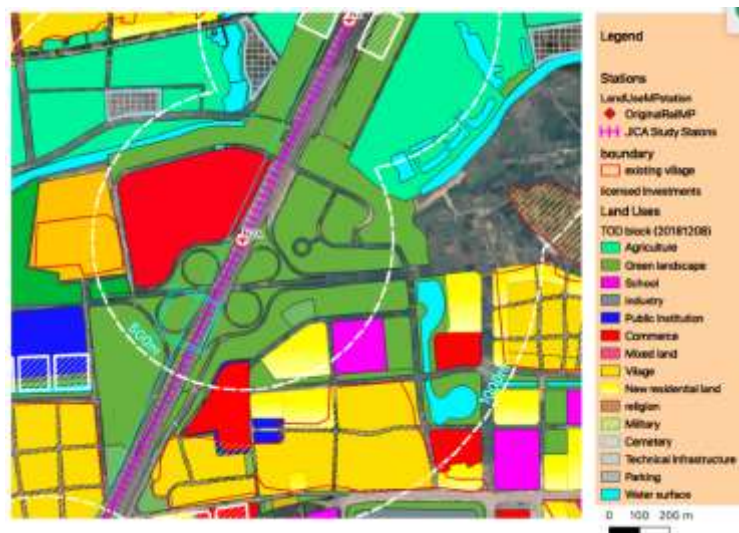 500m
1000m
Legend
Stations
LandUseMPstation
OriginalRailMP
JICA Study Stasions
boundary
existing village
licensed Investments
Land Uses
TOD block (20181208)
Agriculture
Green landscape
School
Industry
Public Institution
Commerce
Mixed land
Village
New residential land
religion
Military
Cemetery
Technical Infrastructure
Parking
Water surface
0 100 200 m